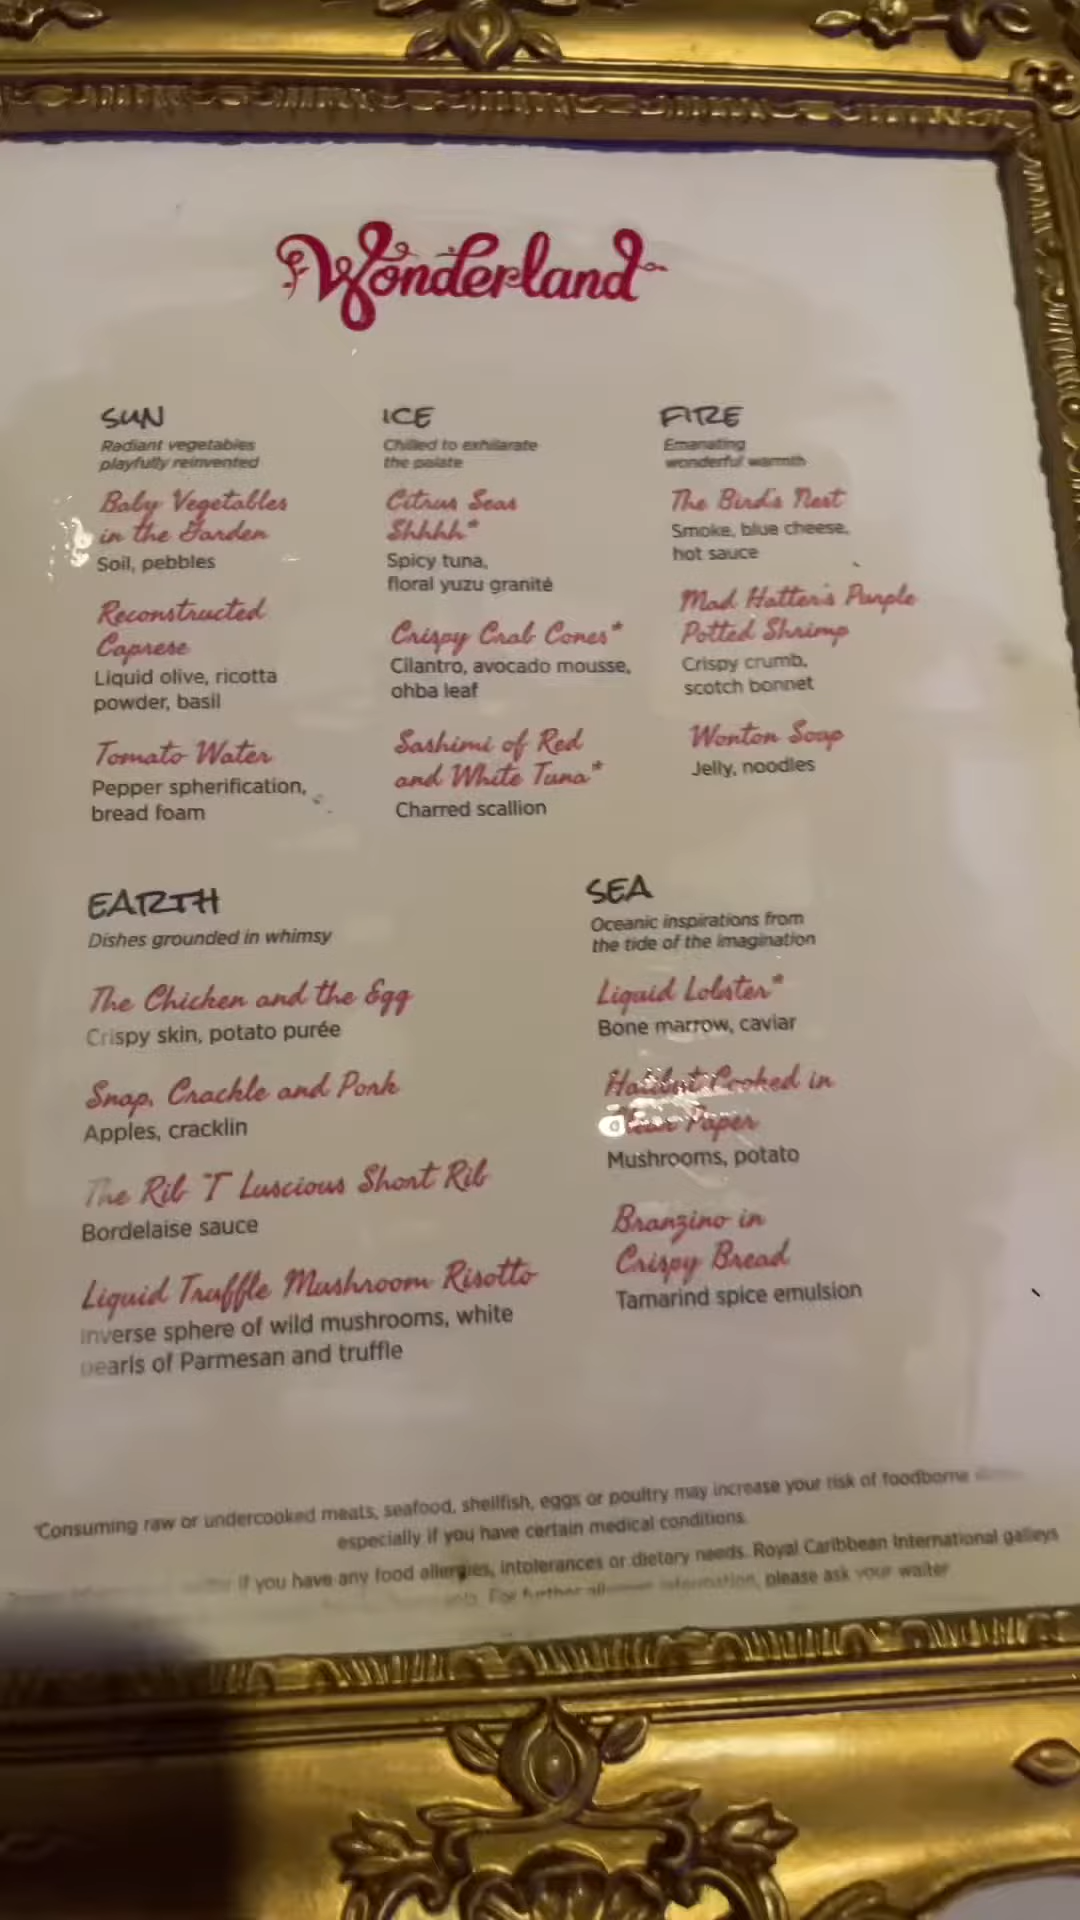 Wonderland
SUN
Radiant vegetables
playfully reinvented
Baby Vegetables
in the Garden
Soil, pebbles
Reconstructed
Caprese
Liquid olive, ricotta
powder, basil
Tomato Water
Pepper spherification,
bread foam
ICE
Chilled to exhilarate
the palate
Citrus Seas
Shhhh*
Spicy tuna,
floral yuzu granité
Crispy Crab Cones*
Cilantro, avocado mousse,
ohba leaf
Sashimi of Red
and White Tuna*
Charred scallion
FIRE
Emanating
wonderful warmth
The Bird's Nest
Smoke, blue cheese,
hot sauce
Mad Hatter's Purple
Potted Shrimp
Crispy crumb,
scotch bonnet
Wonton Soup
Jelly, noodles
EARTH
Dishes grounded in whimsy
The Chicken and the Egg
Crispy skin, potato purée
Snap, Crackle and Pork
Apples, cracklin
The Rib 'T' Luscious Short Rib
Bordelaise sauce
Liquid Truffle Mushroom Risotto
Inverse sphere of wild mushrooms, white
pearls of Parmesan and truffle
SEA
Oceanic inspirations from
the tide of the imagination
Liquid Lobster*
Bone marrow, caviar
Halibut Cooked in
Clear Paper
Mushrooms, potato
Branzino in
Crispy Bread
Tamarind spice emulsion
*Consuming raw or undercooked meats, seafood, shellfish, eggs or poultry may increase your risk of foodborne
especially if you have certain medical conditions.
if you have any food allergies, intolerances or dietary needs. Royal Caribbean International galleys
For further allergen information, please ask your waiter